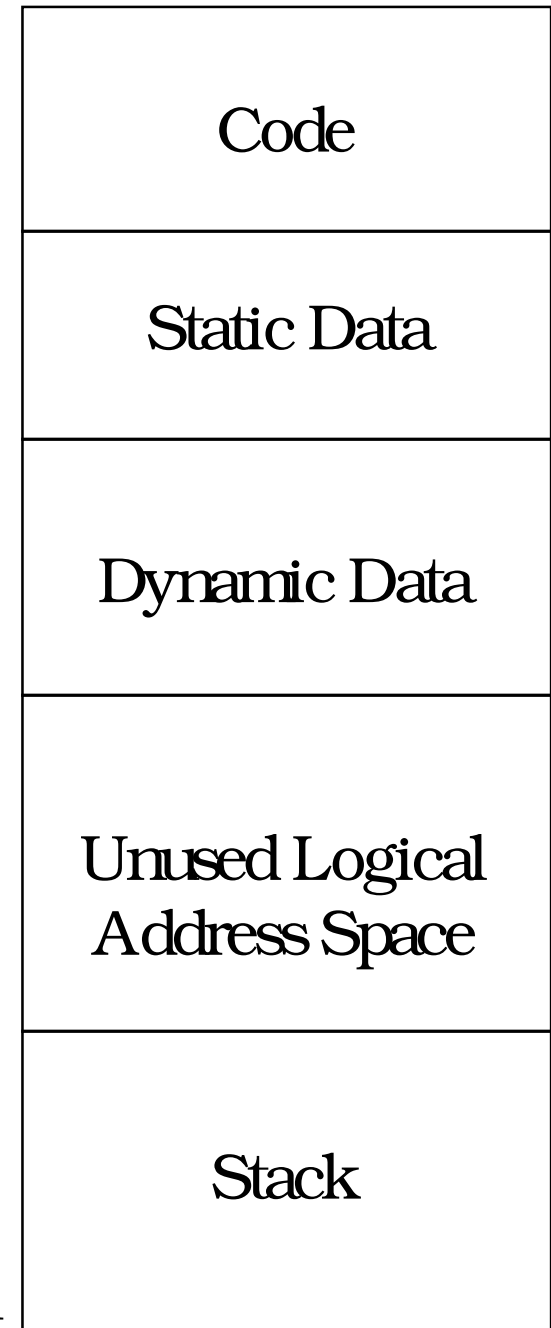 Code
Static Data
Dynamic Data
Unused Logical
Address Space
Stack